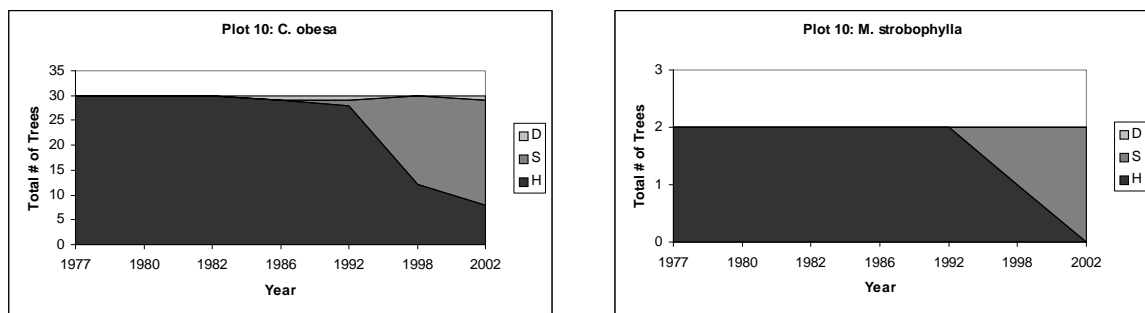 Plot 10: C. obesa
Total # of Trees
35
30
25
20
15
10
5
0
1977 1980 1982 1986 1992 1998 2002
Year
D
S
H
Plot 10: M. strobophylla
Total # of Trees
3
2
1
0
1977 1980 1982 1986 1992 1998 2002
Year
D
S
H